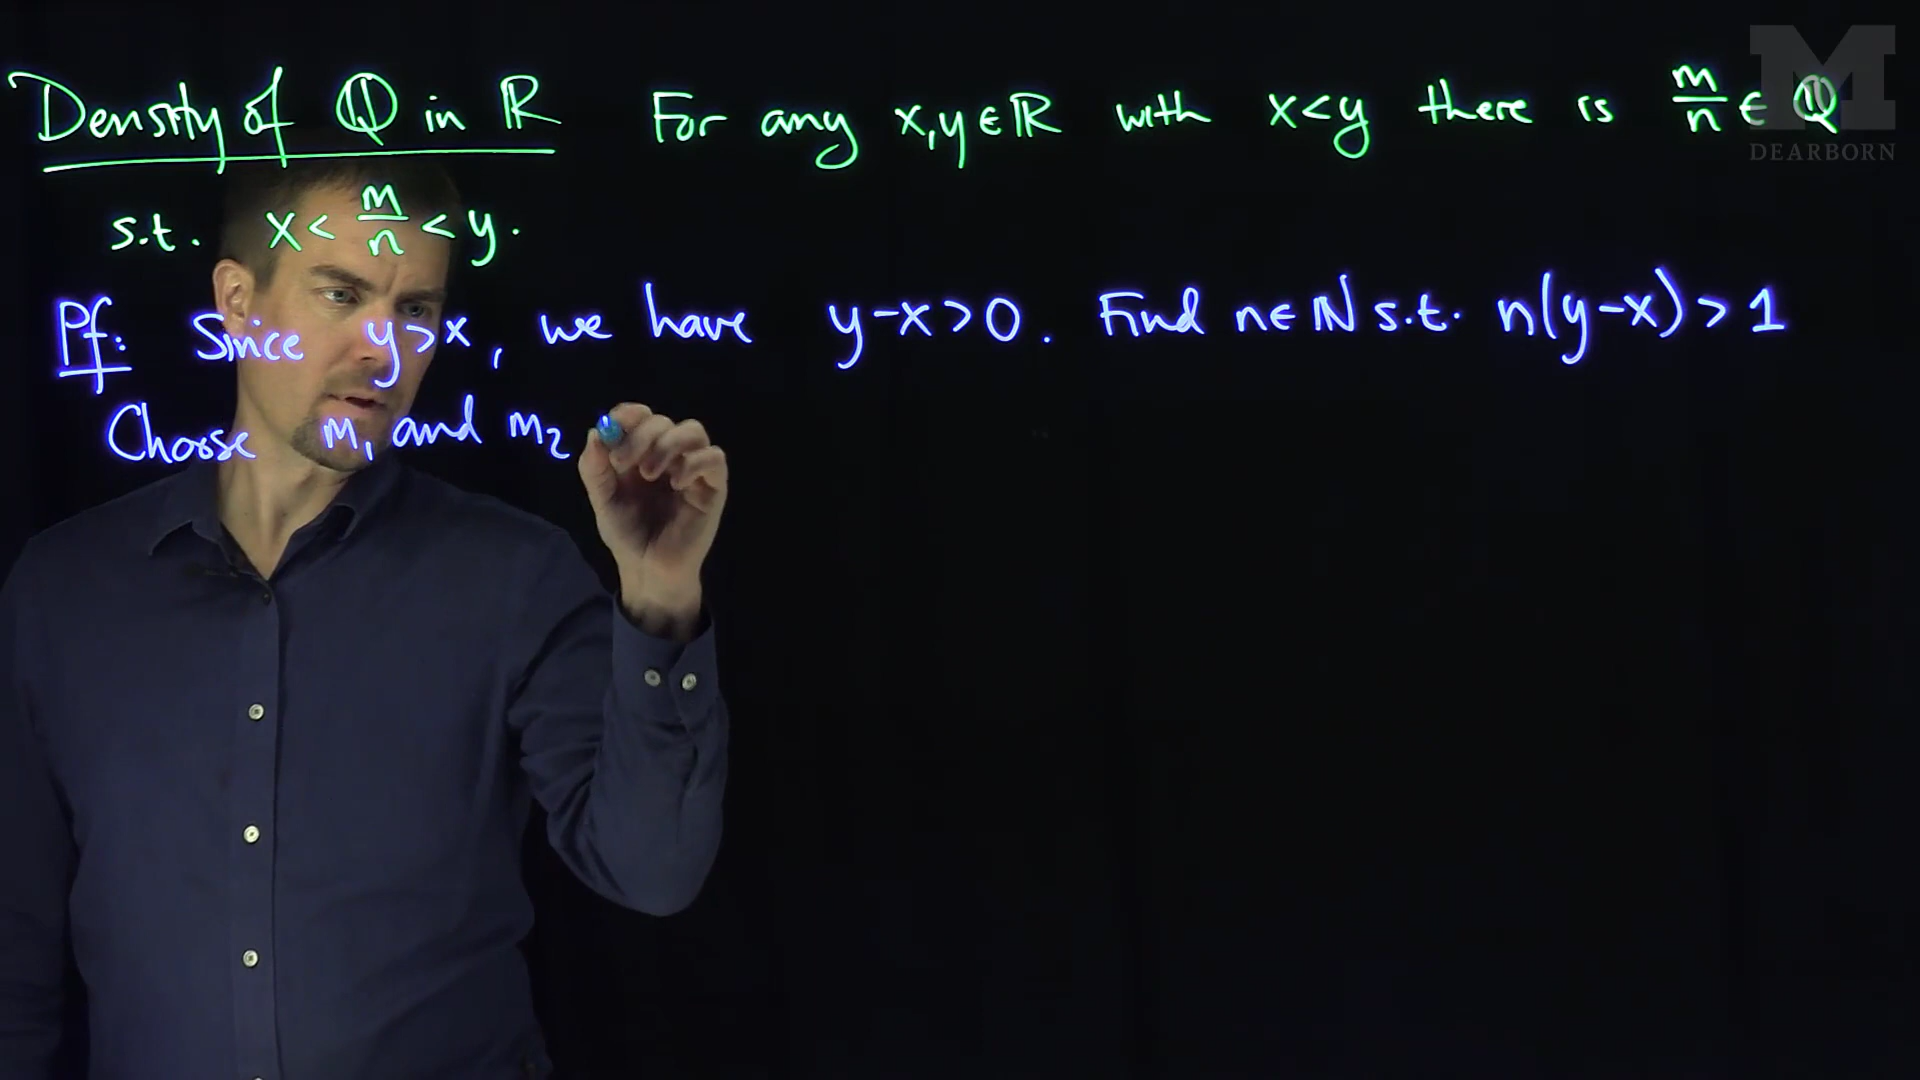 Density of ℚ in ℝ For any x,y∈ℝ with x<y there is m/n ∈ ℚ
s.t. x < m/n < y.
Pf: Since y>x, we have y-x>0. Find n∈ℕ s.t. n(y-x)>1
Choose m₁ and m₂
M
DEARBORN